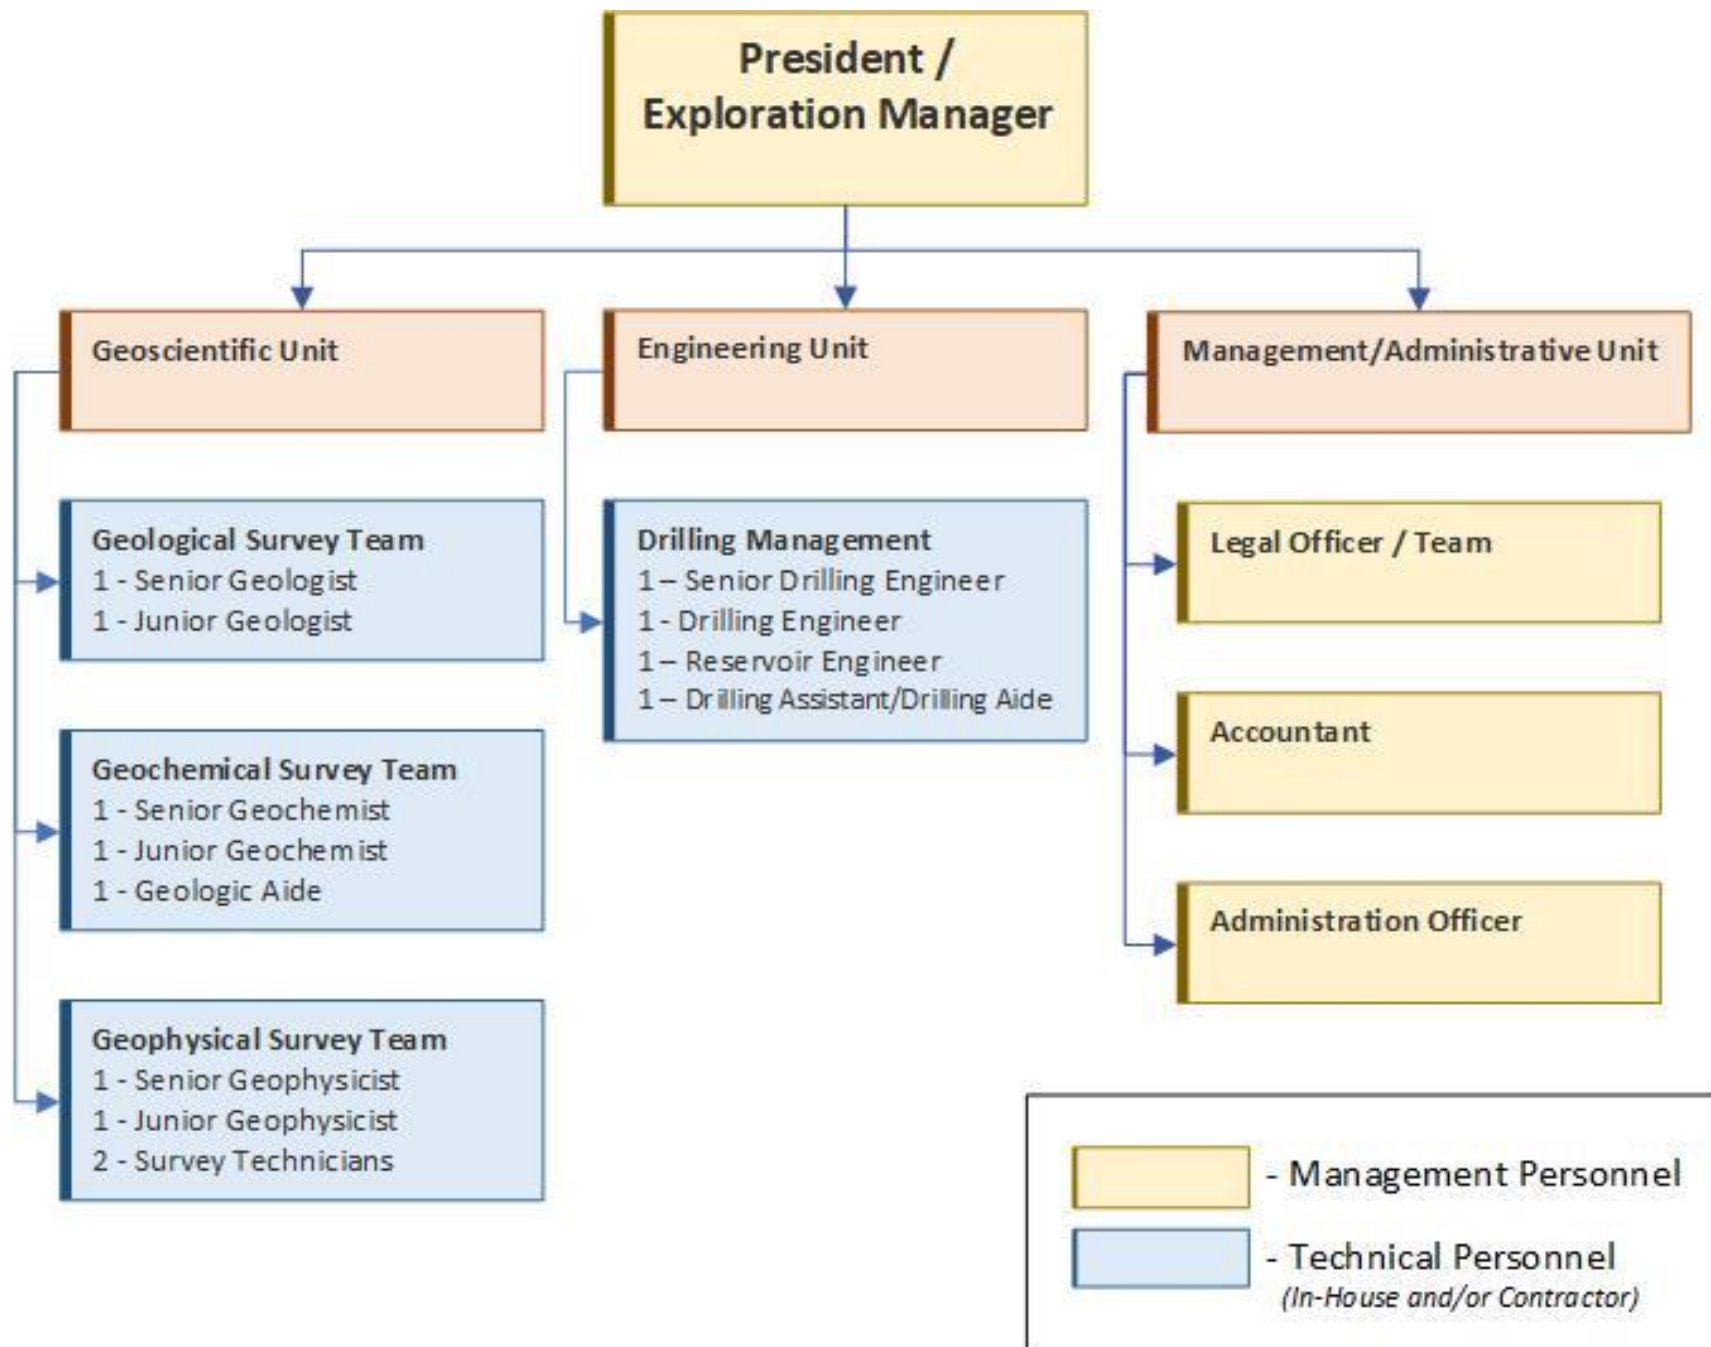 President /
Exploration Manager
Geoscientific Unit
Engineering Unit
Management/Administrative Unit
Geological Survey Team
1 - Senior Geologist
1 - Junior Geologist
Geochemical Survey Team
1 - Senior Geochemist
1 - Junior Geochemist
1 - Geologic Aide
Geophysical Survey Team
1 - Senior Geophysicist
1 - Junior Geophysicist
2 - Survey Technicians
Drilling Management
1 – Senior Drilling Engineer
1 - Drilling Engineer
1 – Reservoir Engineer
1 – Drilling Assistant/Drilling Aide
Legal Officer / Team
Accountant
Administration Officer
- Management Personnel
- Technical Personnel
(In-House and/or Contractor)